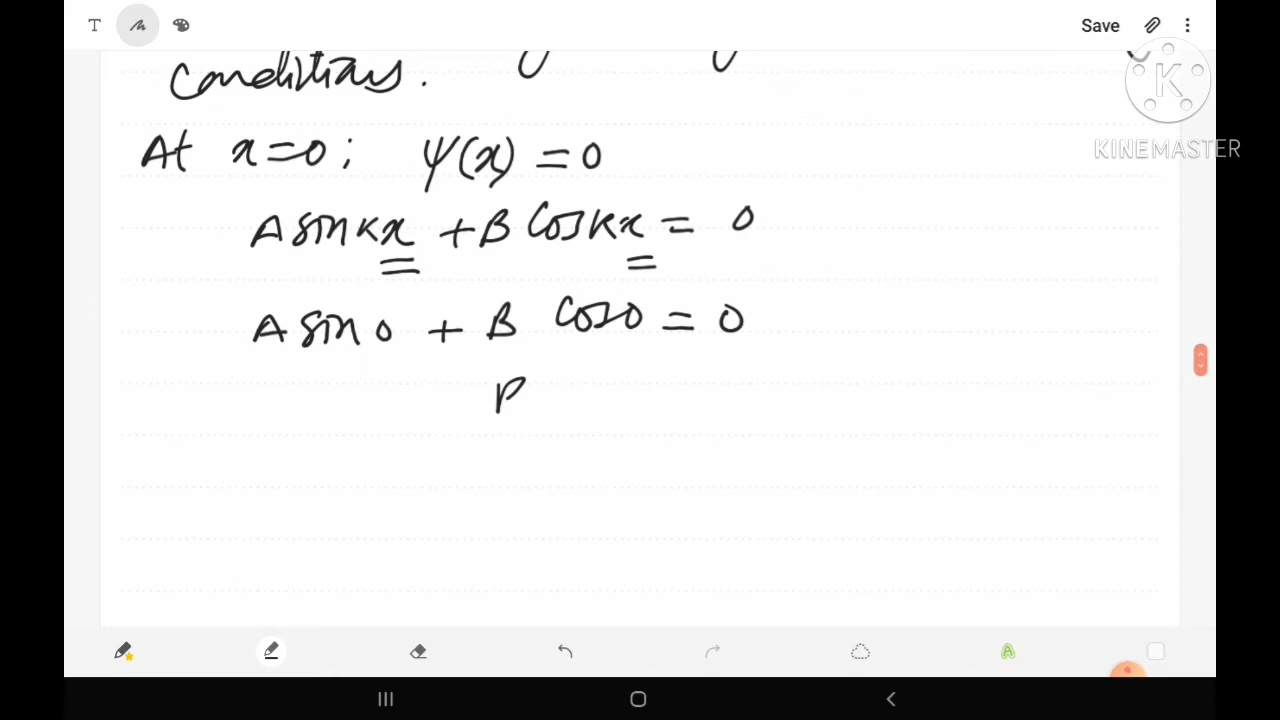 T
Save
Conditions.
K
KINEMASTER
At x=0; ψ(x) = 0
A sin Kx + B Cos Kx = 0
A sin 0 + B Cos 0 = 0
A